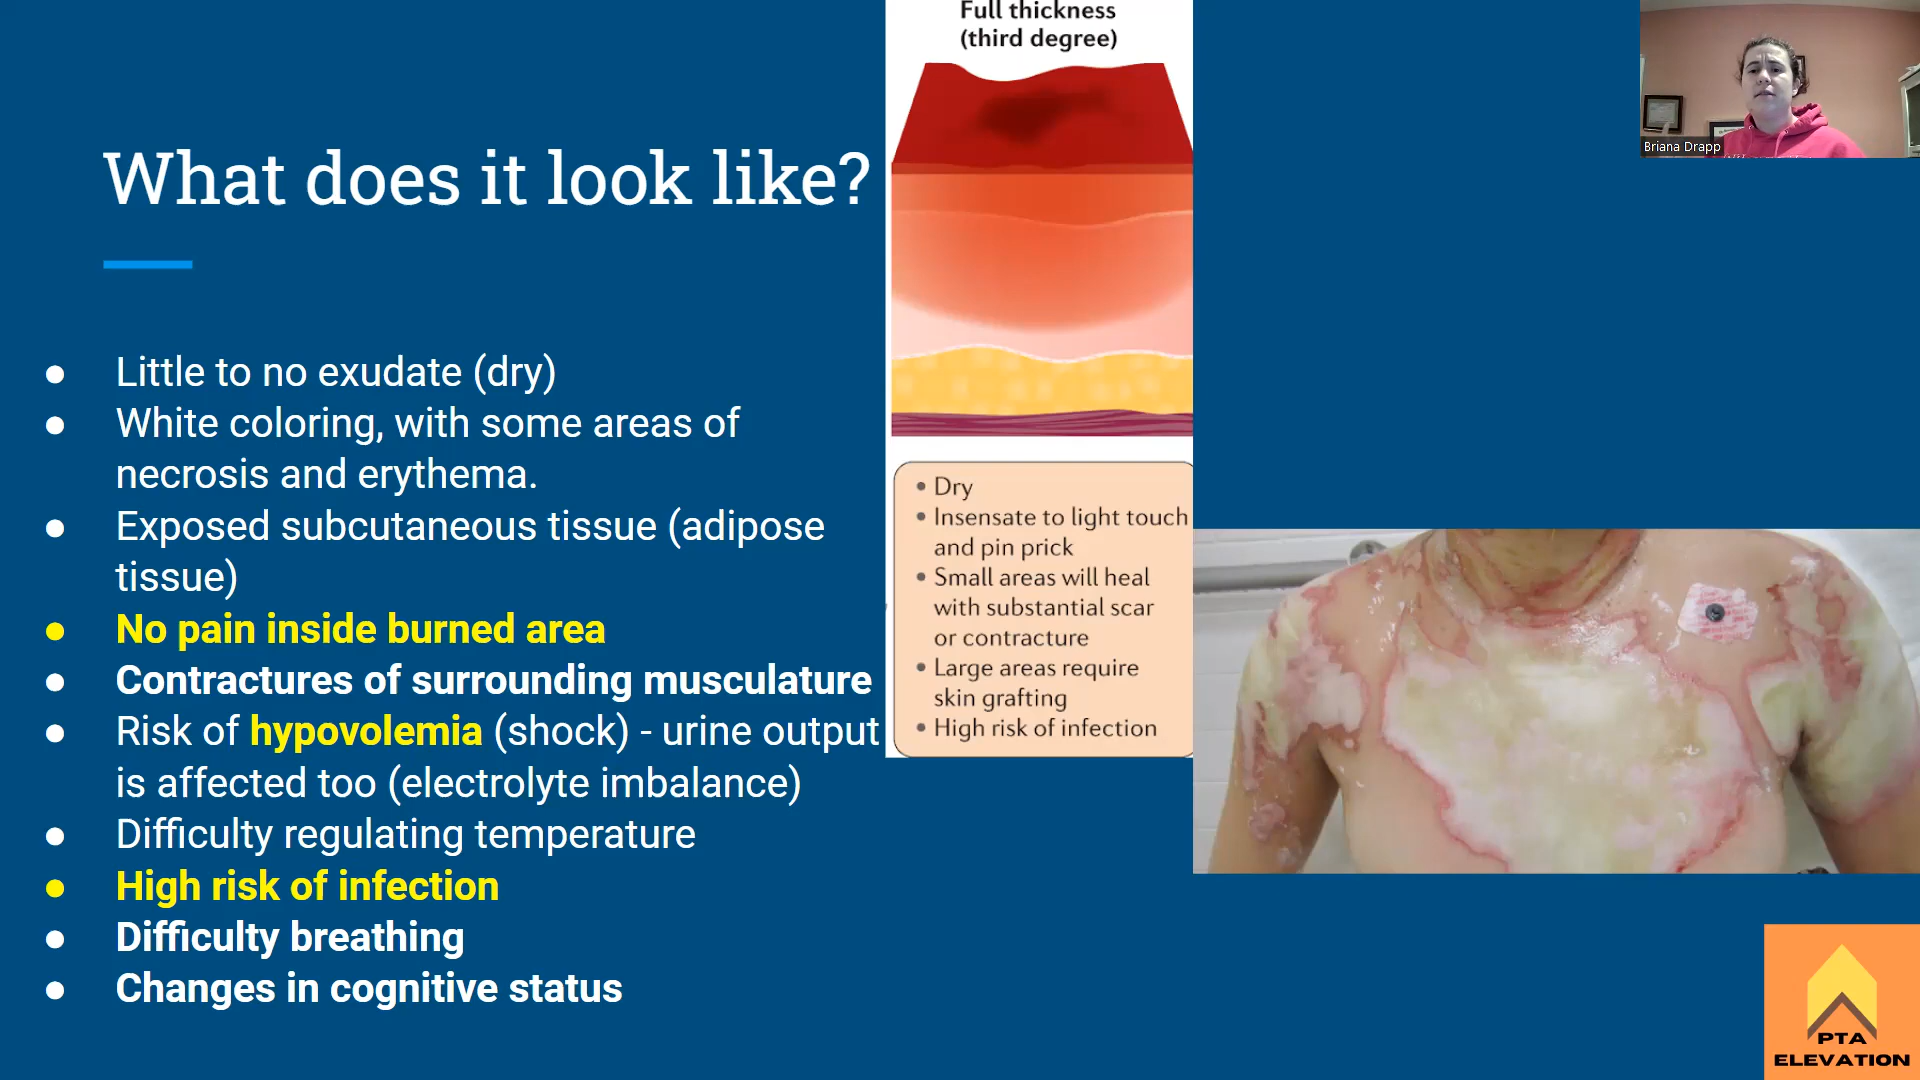 What does it look like?
● Little to no exudate (dry)
● White coloring, with some areas of
necrosis and erythema.
● Exposed subcutaneous tissue (adipose
tissue)
● No pain inside burned area
● Contractures of surrounding musculature
● Risk of hypovolemia (shock) - urine output
is affected too (electrolyte imbalance)
● Difficulty regulating temperature
● High risk of infection
● Difficulty breathing
● Changes in cognitive status
Full thickness
(third degree)
• Dry
• Insensate to light touch
and pin prick
• Small areas will heal
with substantial scar
or contracture
• Large areas require
skin grafting
• High risk of infection
Briana Drapp
PTA
ELEVATION